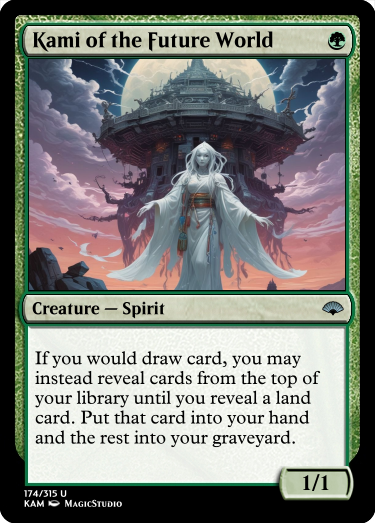 Kami of the Future World
Creature — Spirit
If you would draw card, you may
instead reveal cards from the top of
your library until you reveal a land
card. Put that card into your hand
and the rest into your graveyard.
1/1
174/315 U
KAM MagicStudio